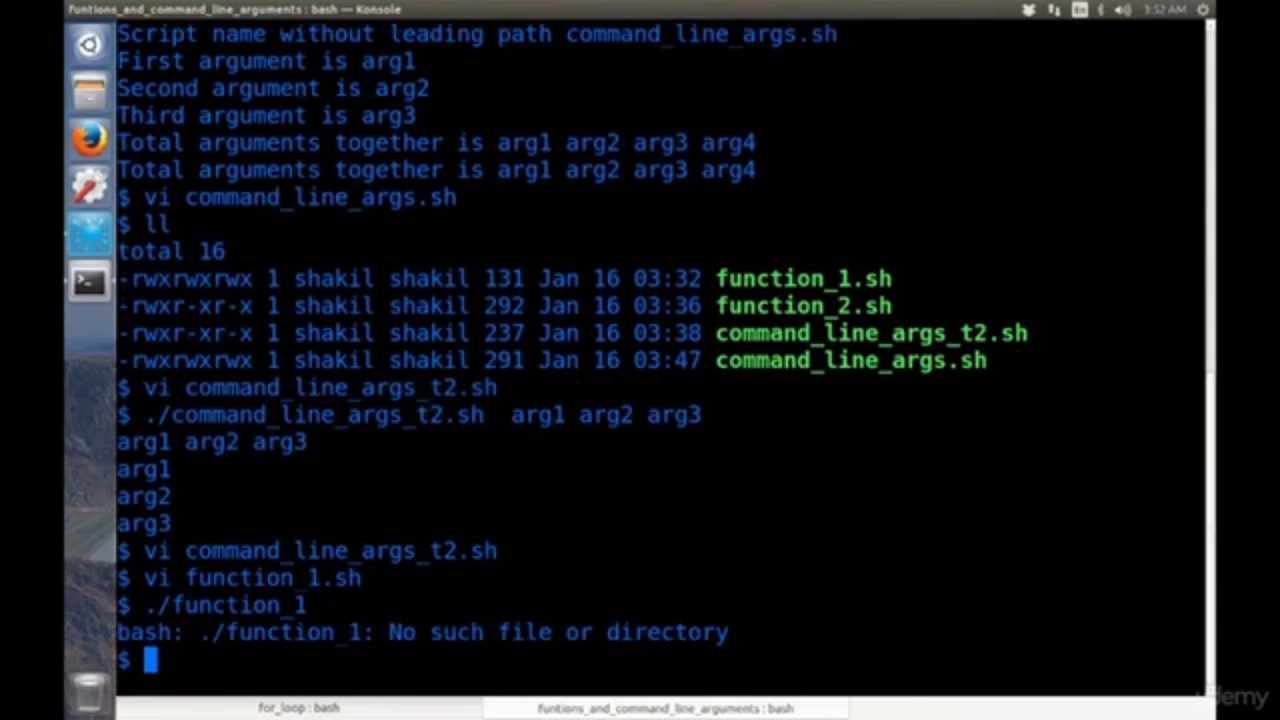 funtions_and_command_line_arguments : bash — Konsole
En
3:52 AM
Script name without leading path command_line_args.sh
First argument is arg1
Second argument is arg2
Third argument is arg3
Total arguments together is arg1 arg2 arg3 arg4
Total arguments together is arg1 arg2 arg3 arg4
$ vi command_line_args.sh
$ ll
total 16
-rwxrwxrwx 1 shakil shakil 131 Jan 16 03:32 function_1.sh
-rwxr-xr-x 1 shakil shakil 292 Jan 16 03:36 function_2.sh
-rwxr-xr-x 1 shakil shakil 237 Jan 16 03:38 command_line_args_t2.sh
-rwxrwxrwx 1 shakil shakil 291 Jan 16 03:47 command_line_args.sh
$ vi command_line_args_t2.sh
$ ./command_line_args_t2.sh  arg1 arg2 arg3
arg1 arg2 arg3
arg1
arg2
arg3
$ vi command_line_args_t2.sh
$ vi function_1.sh
$ ./function_1
bash: ./function_1: No such file or directory
$
for_loop : bash
funtions_and_command_line_arguments : bash